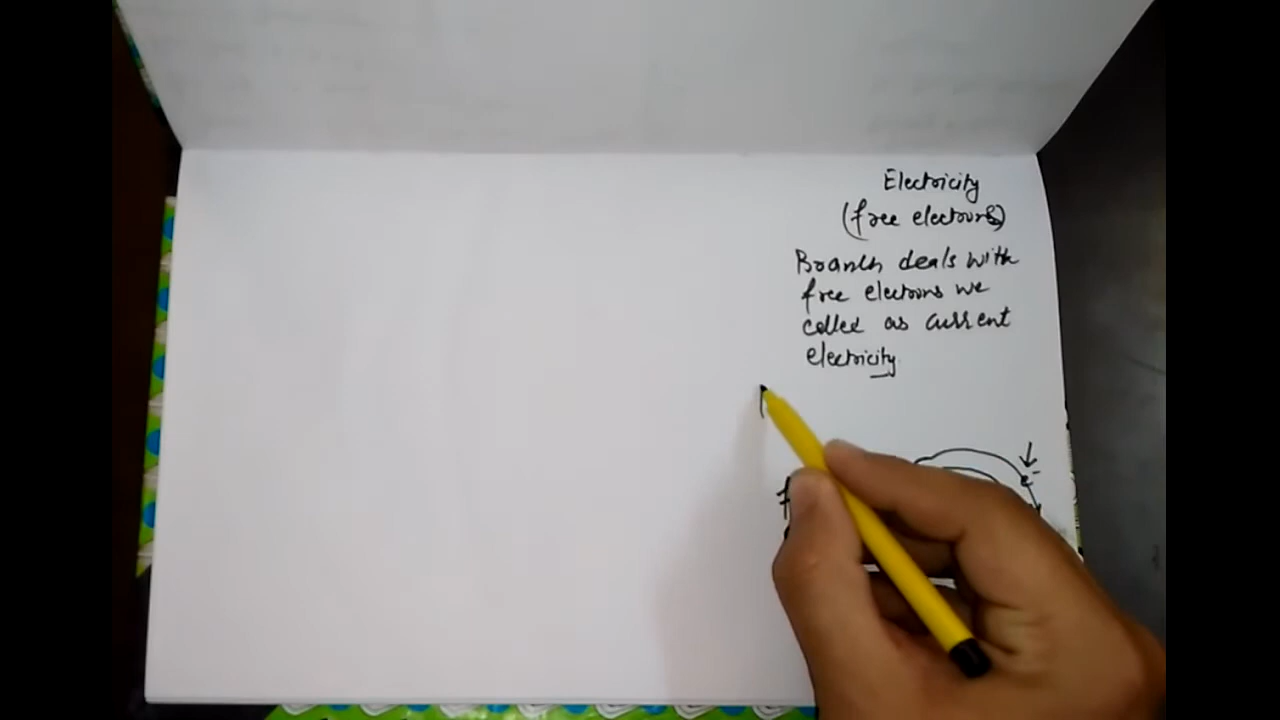 Electricity
(free electrons)
Branch deals with
free electrons we
called as current
electricity
e-